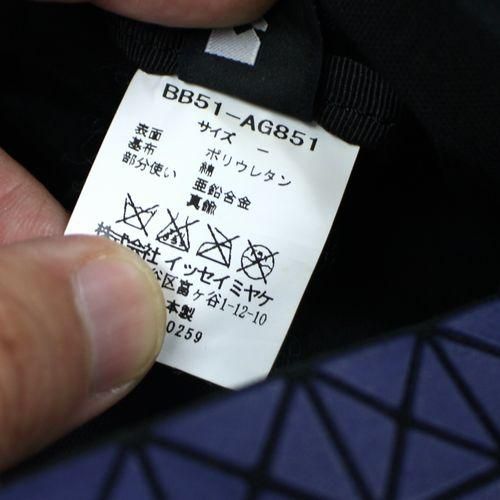 BB51-AG851
サイズ ー
表面 ポリウレタン
基布 綿
部分使い 亜鉛合金
真鍮
株式会社 イッセイミヤケ
谷区富ヶ谷1-12-10
本製
0259